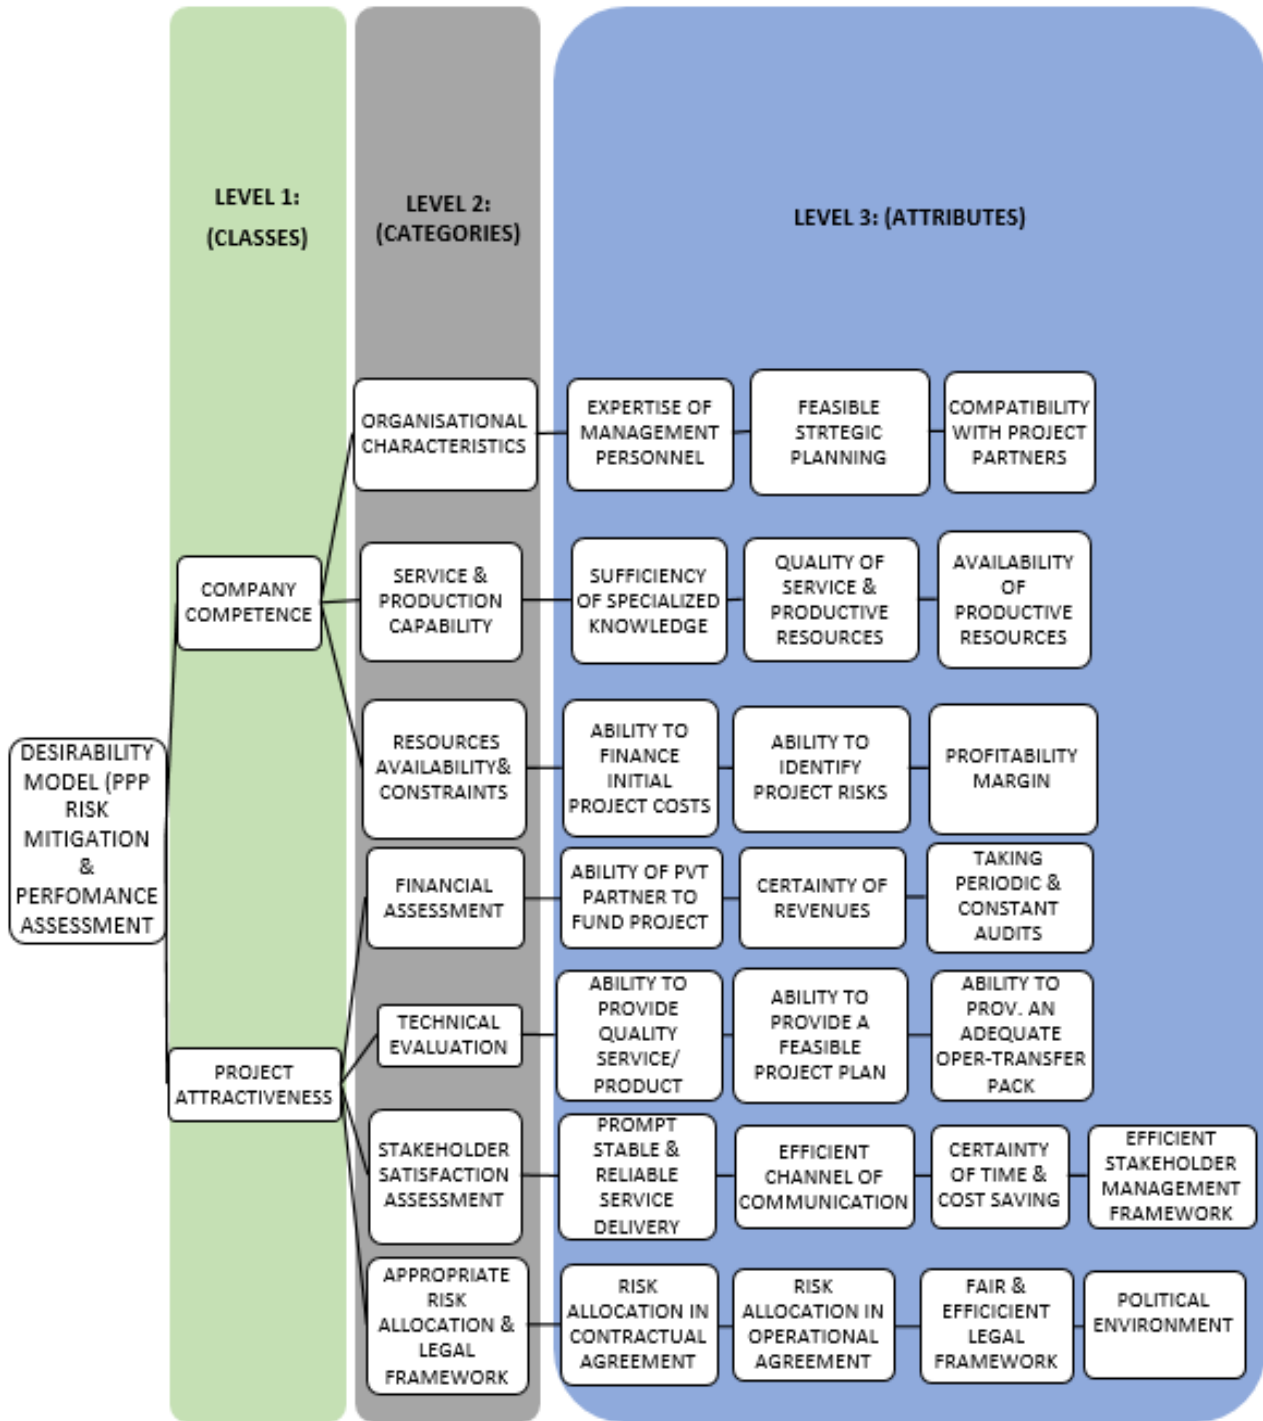 LEVEL 1:
(CLASSES)
LEVEL 2:
(CATEGORIES)
LEVEL 3: (ATTRIBUTES)
DESIRABILITY
MODEL (PPP
RISK
MITIGATION
&
PERFOMANCE
ASSESSMENT
COMPANY
COMPETENCE
ORGANISATIONAL
CHARACTERISTICS
EXPERTISE OF
MANAGEMENT
PERSONNEL
FEASIBLE
STRTEGIC
PLANNING
COMPATIBILITY
WITH PROJECT
PARTNERS
SERVICE &
PRODUCTION
CAPABILITY
SUFFICIENCY
OF SPECIALIZED
KNOWLEDGE
QUALITY OF
SERVICE &
PRODUCTIVE
RESOURCES
AVAILABILITY
OF
PRODUCTIVE
RESOURCES
RESOURCES
AVAILABILITY&
CONSTRAINTS
ABILITY TO
FINANCE
INITIAL
PROJECT COSTS
ABILITY TO
IDENTIFY
PROJECT RISKS
PROFITABILITY
MARGIN
PROJECT
ATTRACTIVENESS
FINANCIAL
ASSESSMENT
ABILITY OF PVT
PARTNER TO
FUND PROJECT
CERTAINTY OF
REVENUES
TAKING
PERIODIC &
CONSTANT
AUDITS
TECHNICAL
EVALUATION
ABILITY TO
PROVIDE
QUALITY
SERVICE/
PRODUCT
ABILITY TO
PROVIDE A
FEASIBLE
PROJECT PLAN
ABILITY TO
PROV. AN
ADEQUATE
OPER-TRANSFER
PACK
STAKEHOLDER
SATISFACTION
ASSESSMENT
PROMPT
STABLE &
RELIABLE
SERVICE
DELIVERY
EFFICIENT
CHANNEL OF
COMMUNICATION
CERTAINTY
OF TIME &
COST SAVING
EFFICIENT
STAKEHOLDER
MANAGEMENT
FRAMEWORK
APPROPRIATE
RISK
ALLOCATION &
LEGAL
FRAMEWORK
RISK
ALLOCATION IN
CONTRACTUAL
AGREEMENT
RISK
ALLOCATION IN
OPERATIONAL
AGREEMENT
FAIR &
EFFICICIENT
LEGAL
FRAMEWORK
POLITICAL
ENVIRONMENT